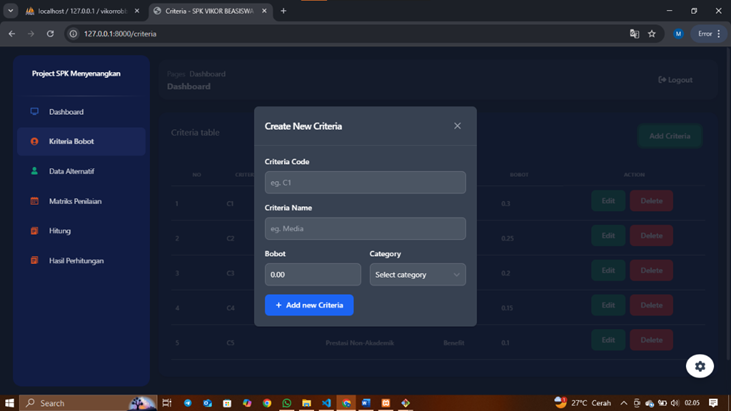 localhost / 127.0.0.1 / vikorrob
Criteria - SPK VIKOR BEASISWA
127.0.0.1:8000/criteria
M
Error
Project SPK Menyenangkan
Pages Dashboard
Dashboard
Logout
Dashboard
Kriteria Bobot
Data Alternatif
Matriks Penilaian
Hitung
Hasil Perhitungan
Criteria table
Add Criteria
NO
BOBOT
ACTION
1 C1 0.3 Edit Delete
2 C2 0.25 Edit Delete
3 C3 0.2 Edit Delete
4 C4 0.15 Edit Delete
5 C5 Prestasi Non-Akademik Benefit 0.1 Edit Delete
Create New Criteria
Criteria Code
eg. C1
Criteria Name
eg. Media
Bobot Category
0.00 Select category
+ Add new Criteria
Search
27°C Cerah
02.05